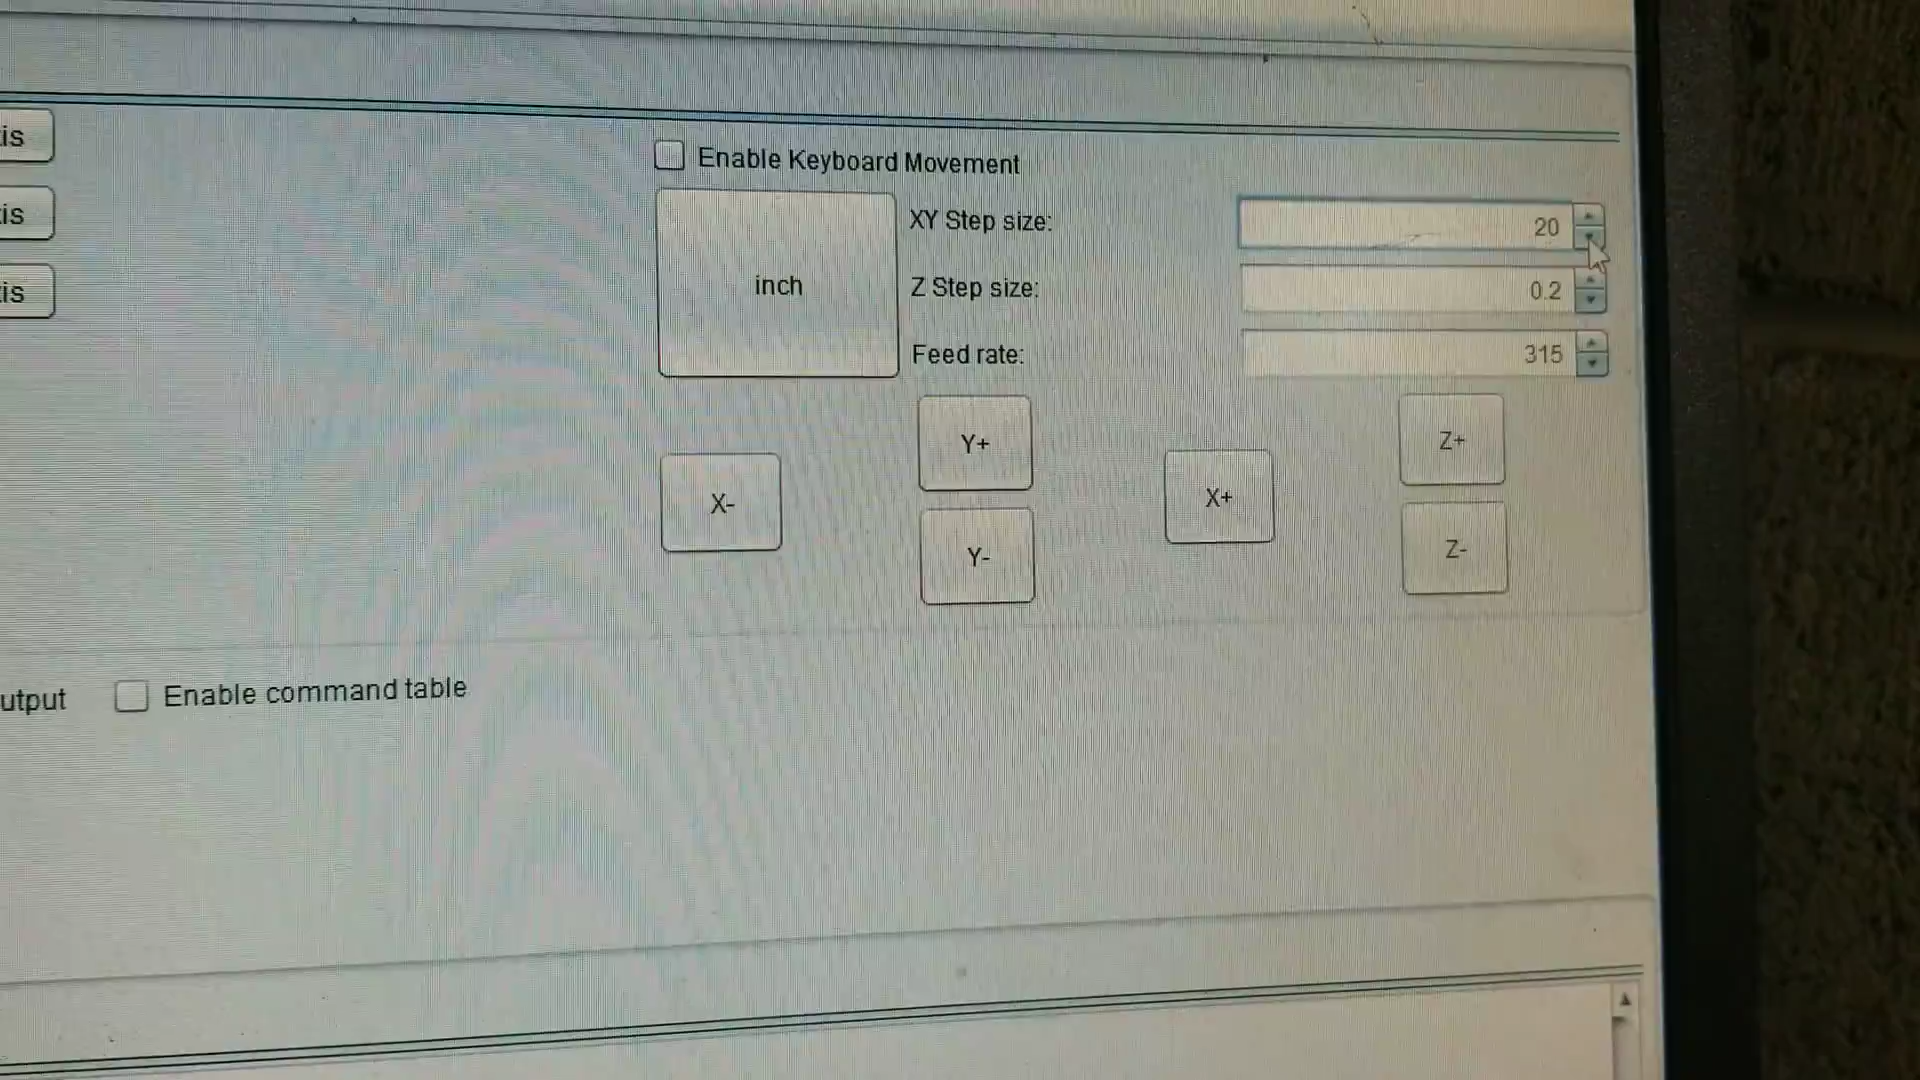 is
is
is
Enable Keyboard Movement
inch
XY Step size:
20
Z Step size:
0.2
Feed rate:
315
X-
Y+
Y-
X+
Z+
Z-
utput
Enable command table